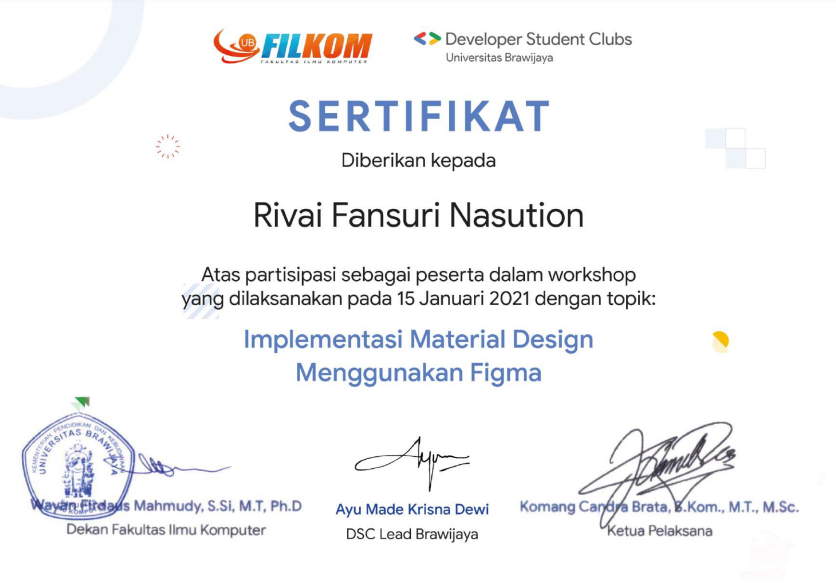 UB FILKOM
FAKULTAS ILMU KOMPUTER
Developer Student Clubs
Universitas Brawijaya
SERTIFIKAT
Diberikan kepada
Rivai Fansuri Nasution
Atas partisipasi sebagai peserta dalam workshop
yang dilaksanakan pada 15 Januari 2021 dengan topik:
Implementasi Material Design
Menggunakan Figma
KEMENTERIAN PENDIDIKAN DAN KEBUDAYAAN
UNIVERSITAS BRAWIJAYA
Wayan Firdaus Mahmudy, S.Si, M.T, Ph.D
Dekan Fakultas Ilmu Komputer
Ayu Made Krisna Dewi
DSC Lead Brawijaya
Komang Candra Brata, S.Kom., M.T., M.Sc.
Ketua Pelaksana